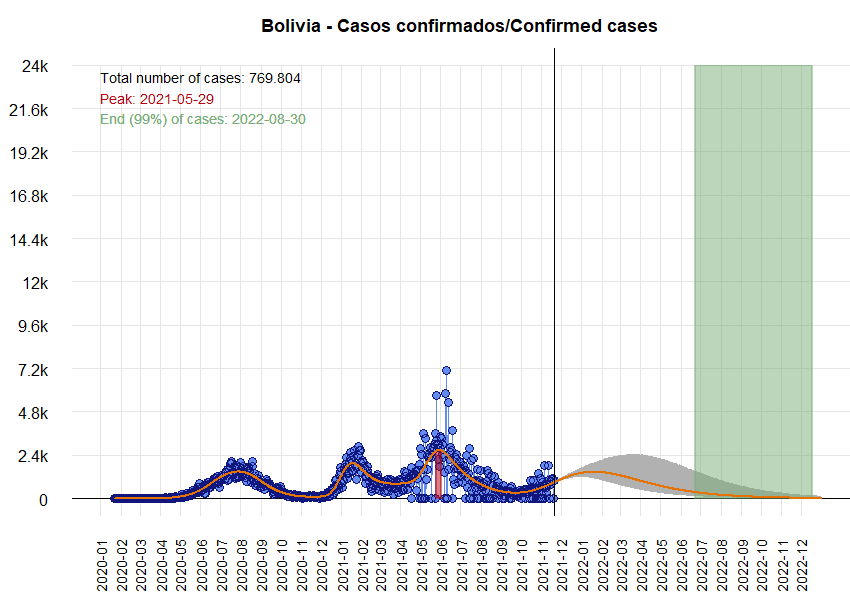 Bolivia - Casos confirmados/Confirmed cases
Total number of cases: 769.804
Peak: 2021-05-29
End (99%) of cases: 2022-08-30
24k
21.6k
19.2k
16.8k
14.4k
12k
9.6k
7.2k
4.8k
2.4k
0
2020-01
2020-02
2020-03
2020-04
2020-05
2020-06
2020-07
2020-08
2020-09
2020-10
2020-11
2020-12
2021-01
2021-02
2021-03
2021-04
2021-05
2021-06
2021-07
2021-08
2021-09
2021-10
2021-11
2021-12
2022-01
2022-02
2022-03
2022-04
2022-05
2022-06
2022-07
2022-08
2022-09
2022-10
2022-11
2022-12